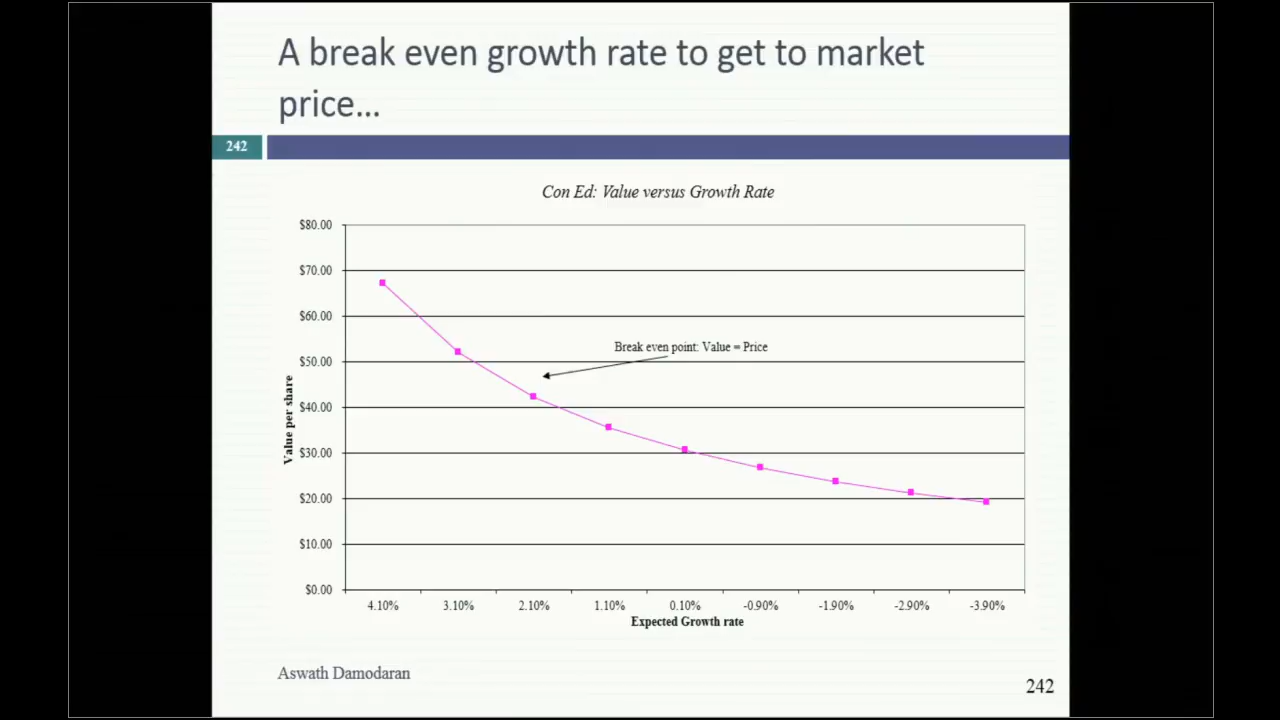 A break even growth rate to get to market
price...
242
Con Ed: Value versus Growth Rate
$80.00
$70.00
$60.00
$50.00
$40.00
$30.00
$20.00
$10.00
$0.00
Value per share
Break even point: Value = Price
4.10% 3.10% 2.10% 1.10% 0.10% -0.90% -1.90% -2.90% -3.90%
Expected Growth rate
Aswath Damodaran
242